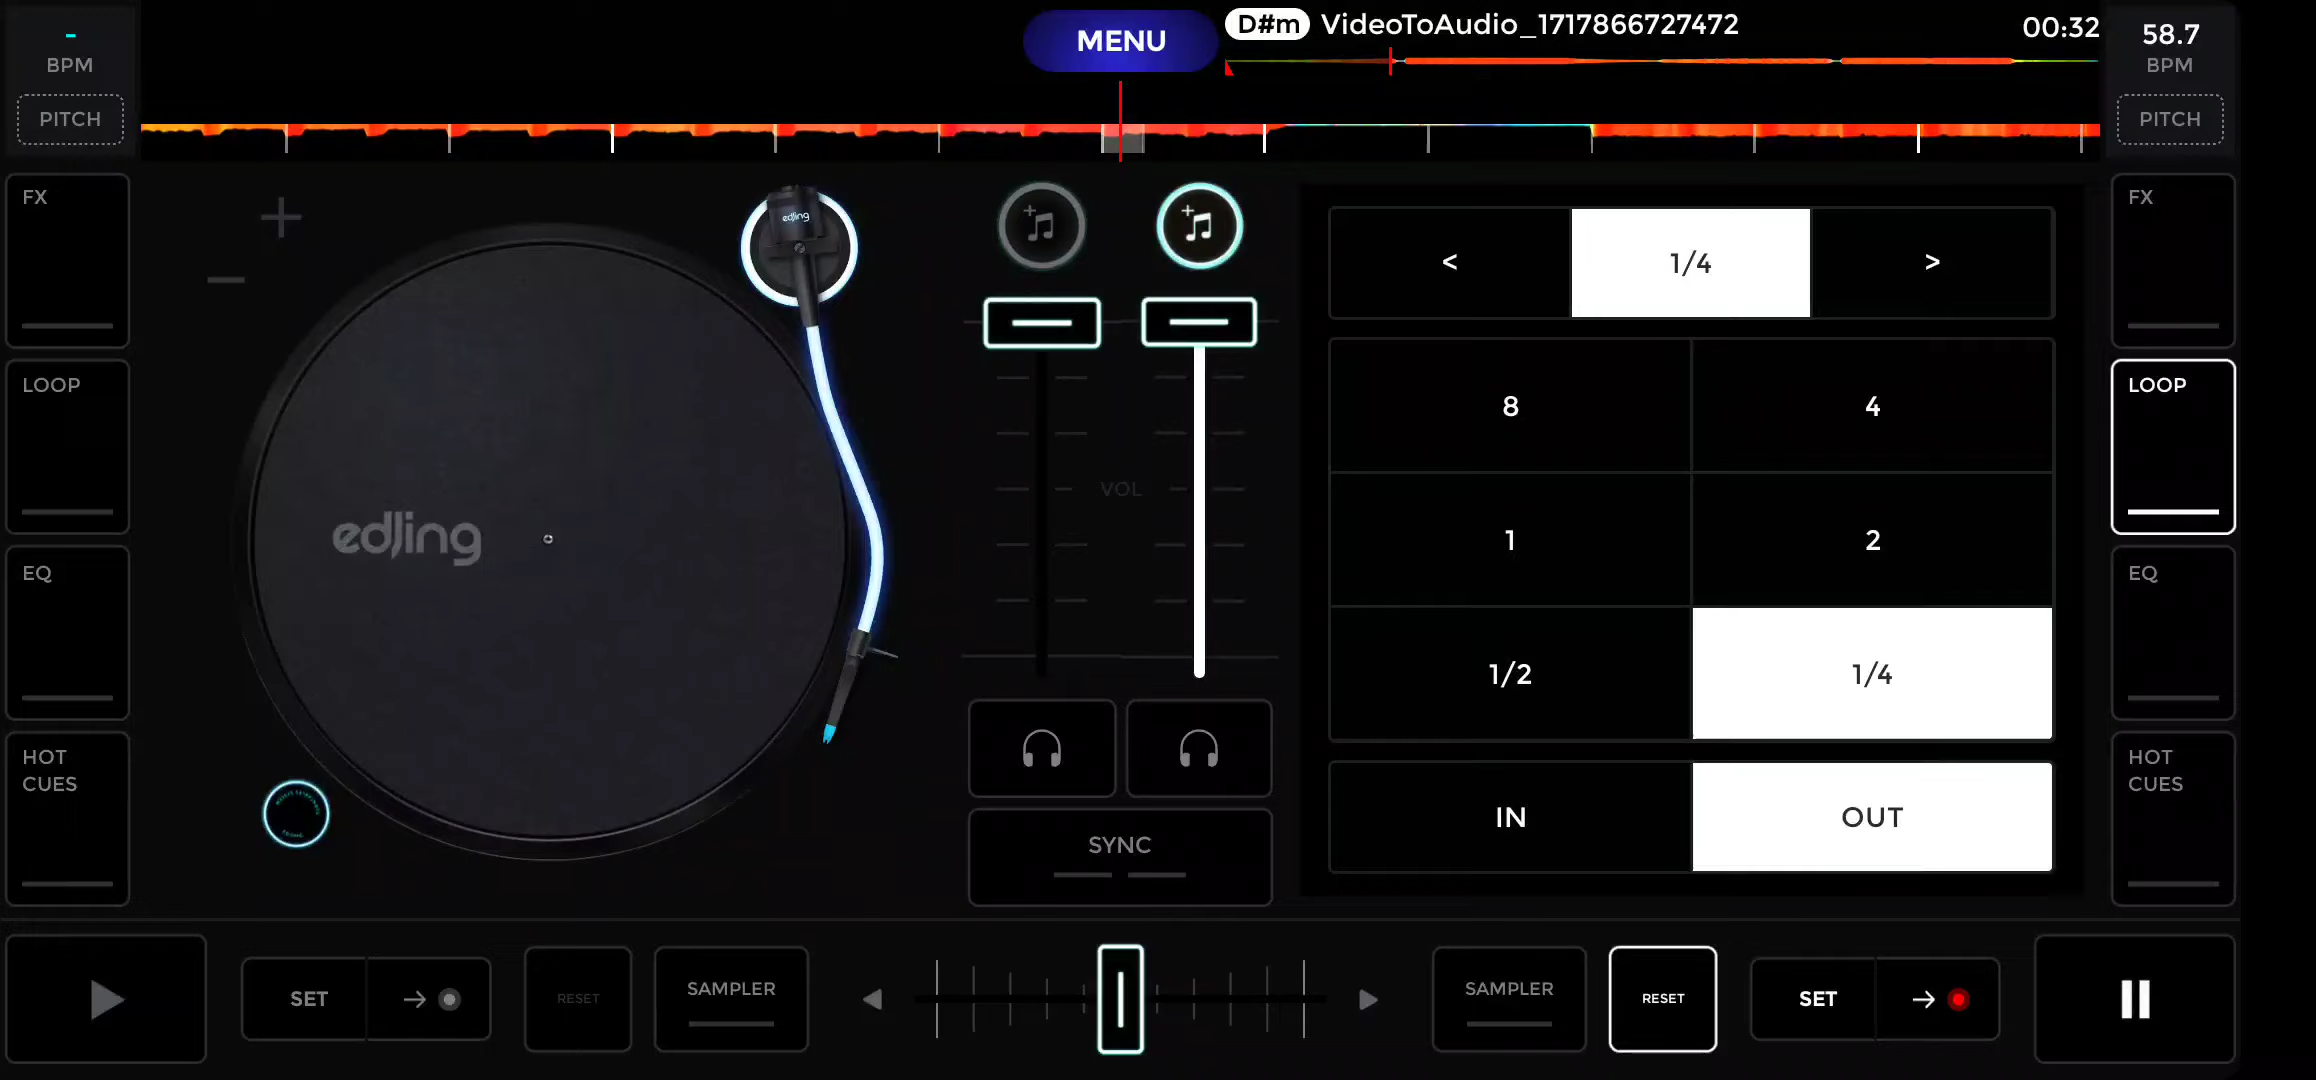 -
BPM
PITCH
MENU
D#m VideoToAudio_1717866727472 00:32
58.7
BPM
PITCH
FX
LOOP
EQ
HOT
CUES
edjing
edjing
VOL
SYNC
< 1/4 >
8 4
1 2
1/2 1/4
IN OUT
FX
LOOP
EQ
HOT
CUES
SET
RESET
SAMPLER
SAMPLER
RESET
SET